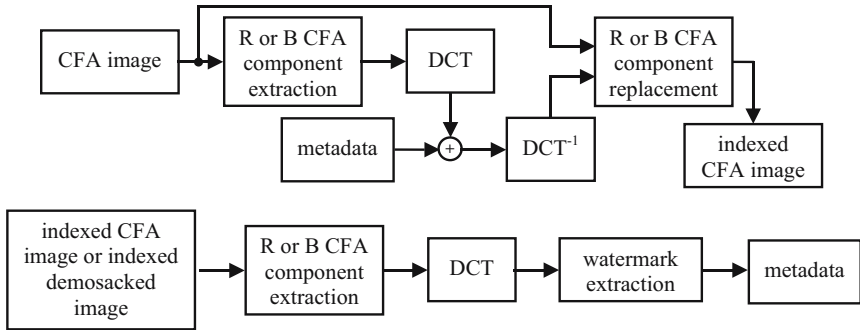 CFA image
R or B CFA
component
extraction
DCT
R or B CFA
component
replacement
metadata
+
DCT-1
indexed
CFA image
indexed CFA
image or indexed
demosacked
image
R or B CFA
component
extraction
DCT
watermark
extraction
metadata